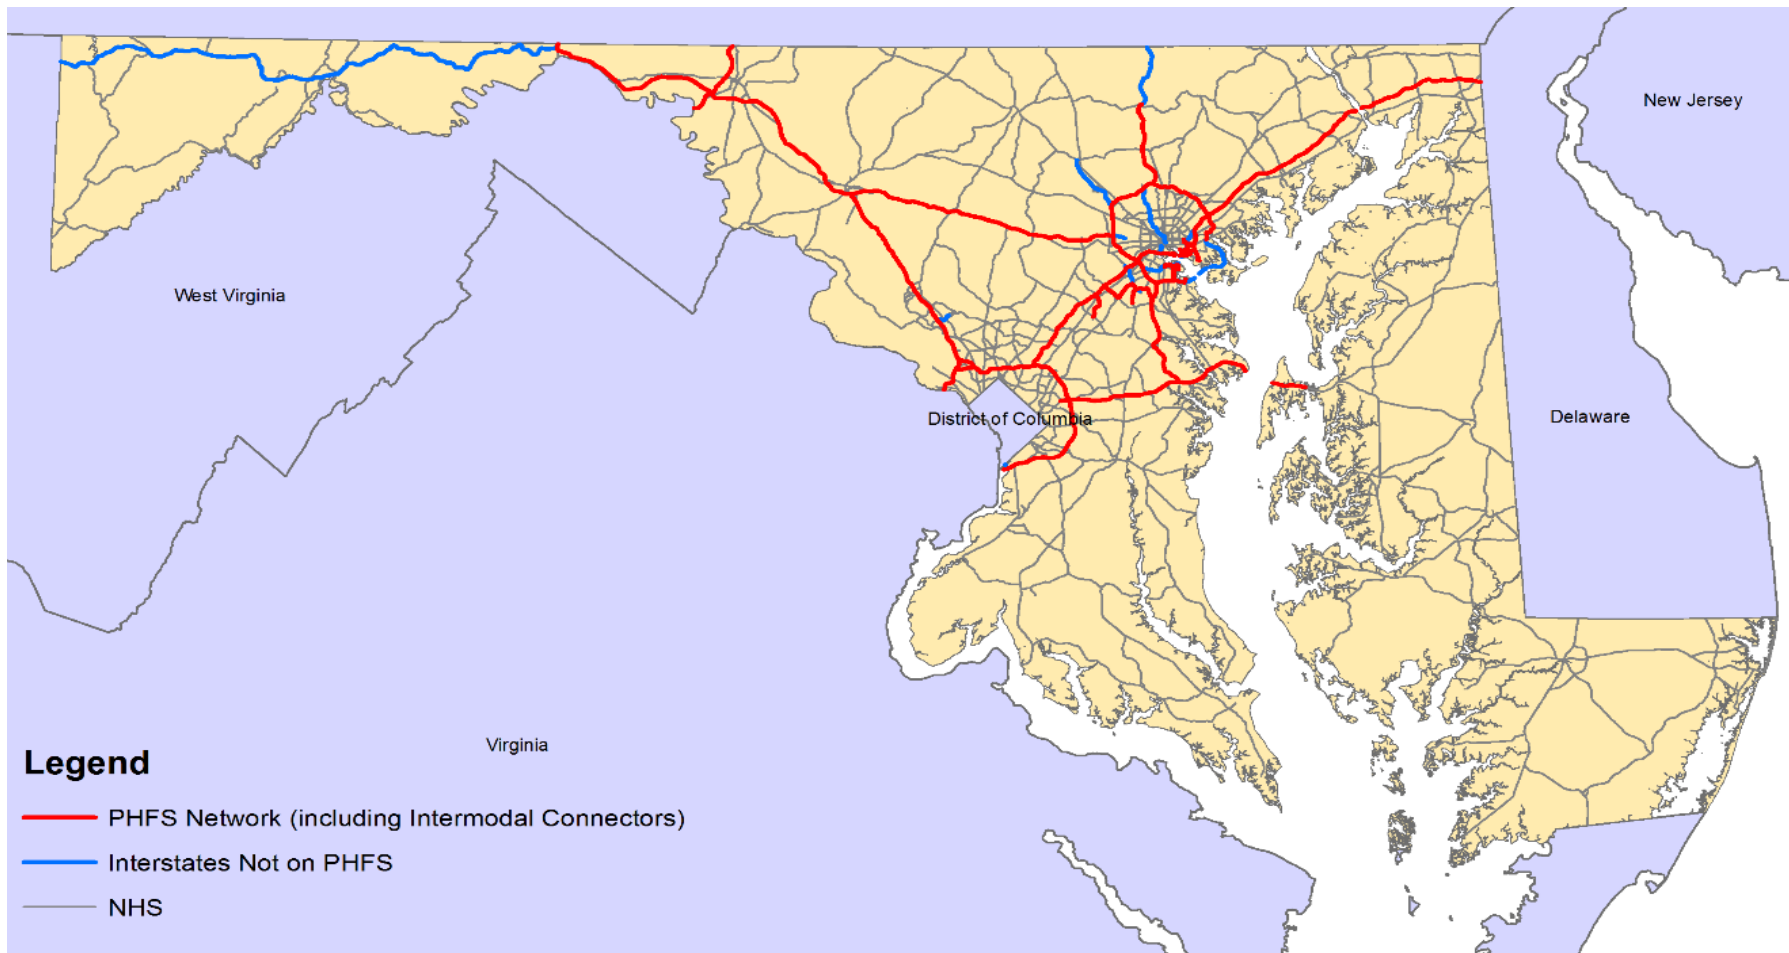 New Jersey
West Virginia
Delaware
District of Columbia
Virginia
Legend
PHFS Network (including Intermodal Connectors)
Interstates Not on PHFS
NHS